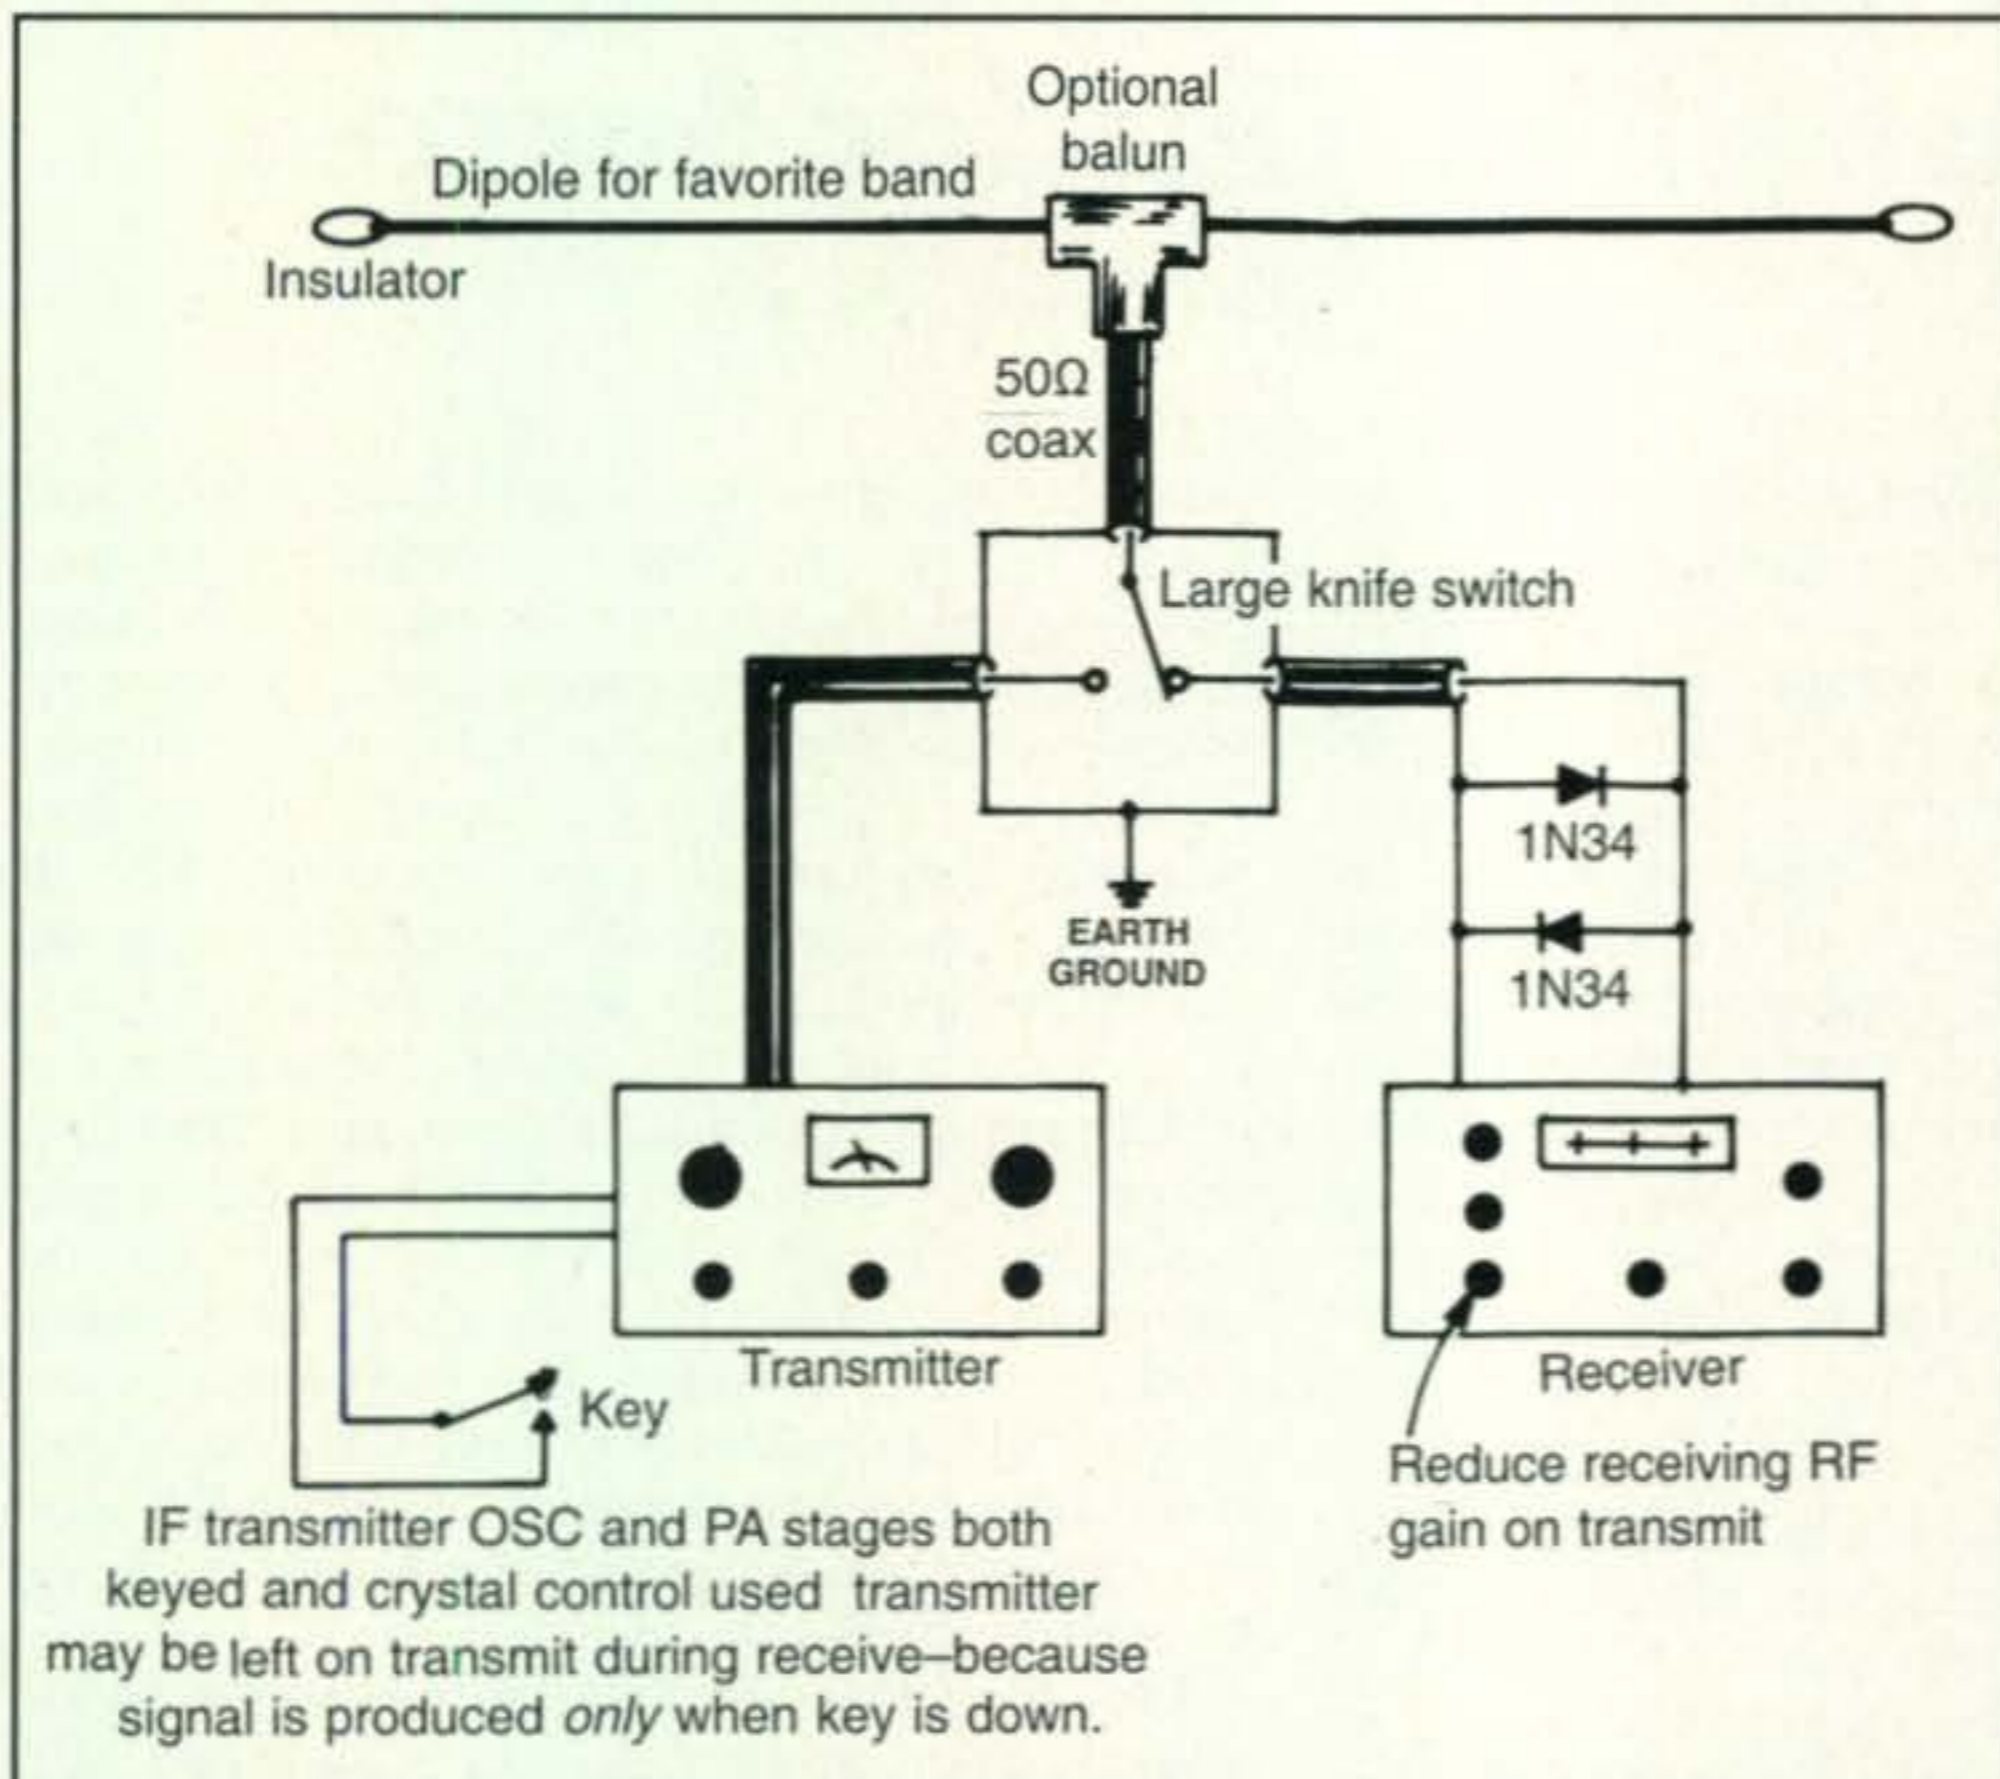 Optional
balun
Dipole for favorite band
Insulator
50Ω
coax
Large knife switch
1N34
EARTH
GROUND
1N34
Transmitter
Receiver
Key
Reduce receiving RF
gain on transmit
IF transmitter OSC and PA stages both
keyed and crystal control used transmitter
may be left on transmit during receive–because
signal is produced only when key is down.